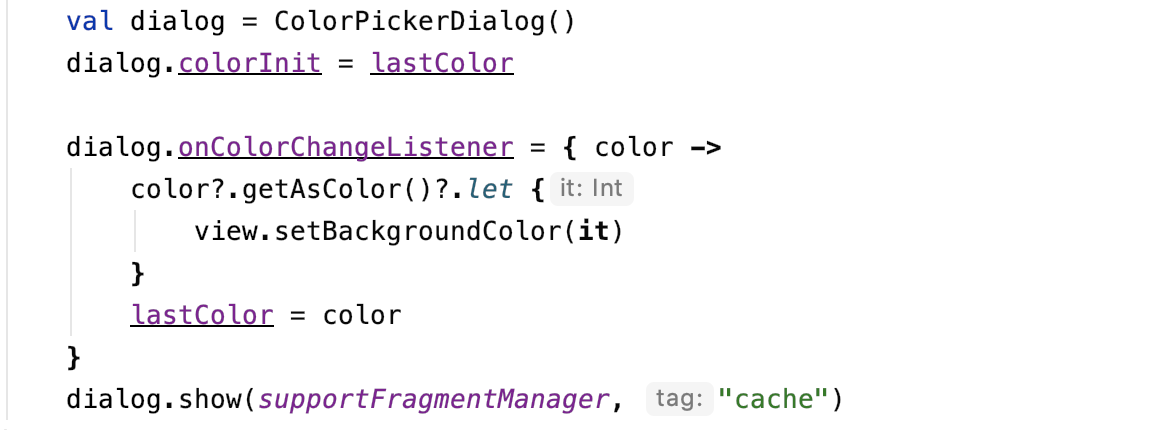 val dialog = ColorPickerDialog()
dialog.colorInit = lastColor
dialog.onColorChangeListener = { color ->
color?.getAsColor()?.let { it: Int
view.setBackgroundColor(it)
}
lastColor = color
}
dialog.show(supportFragmentManager, tag: "cache")